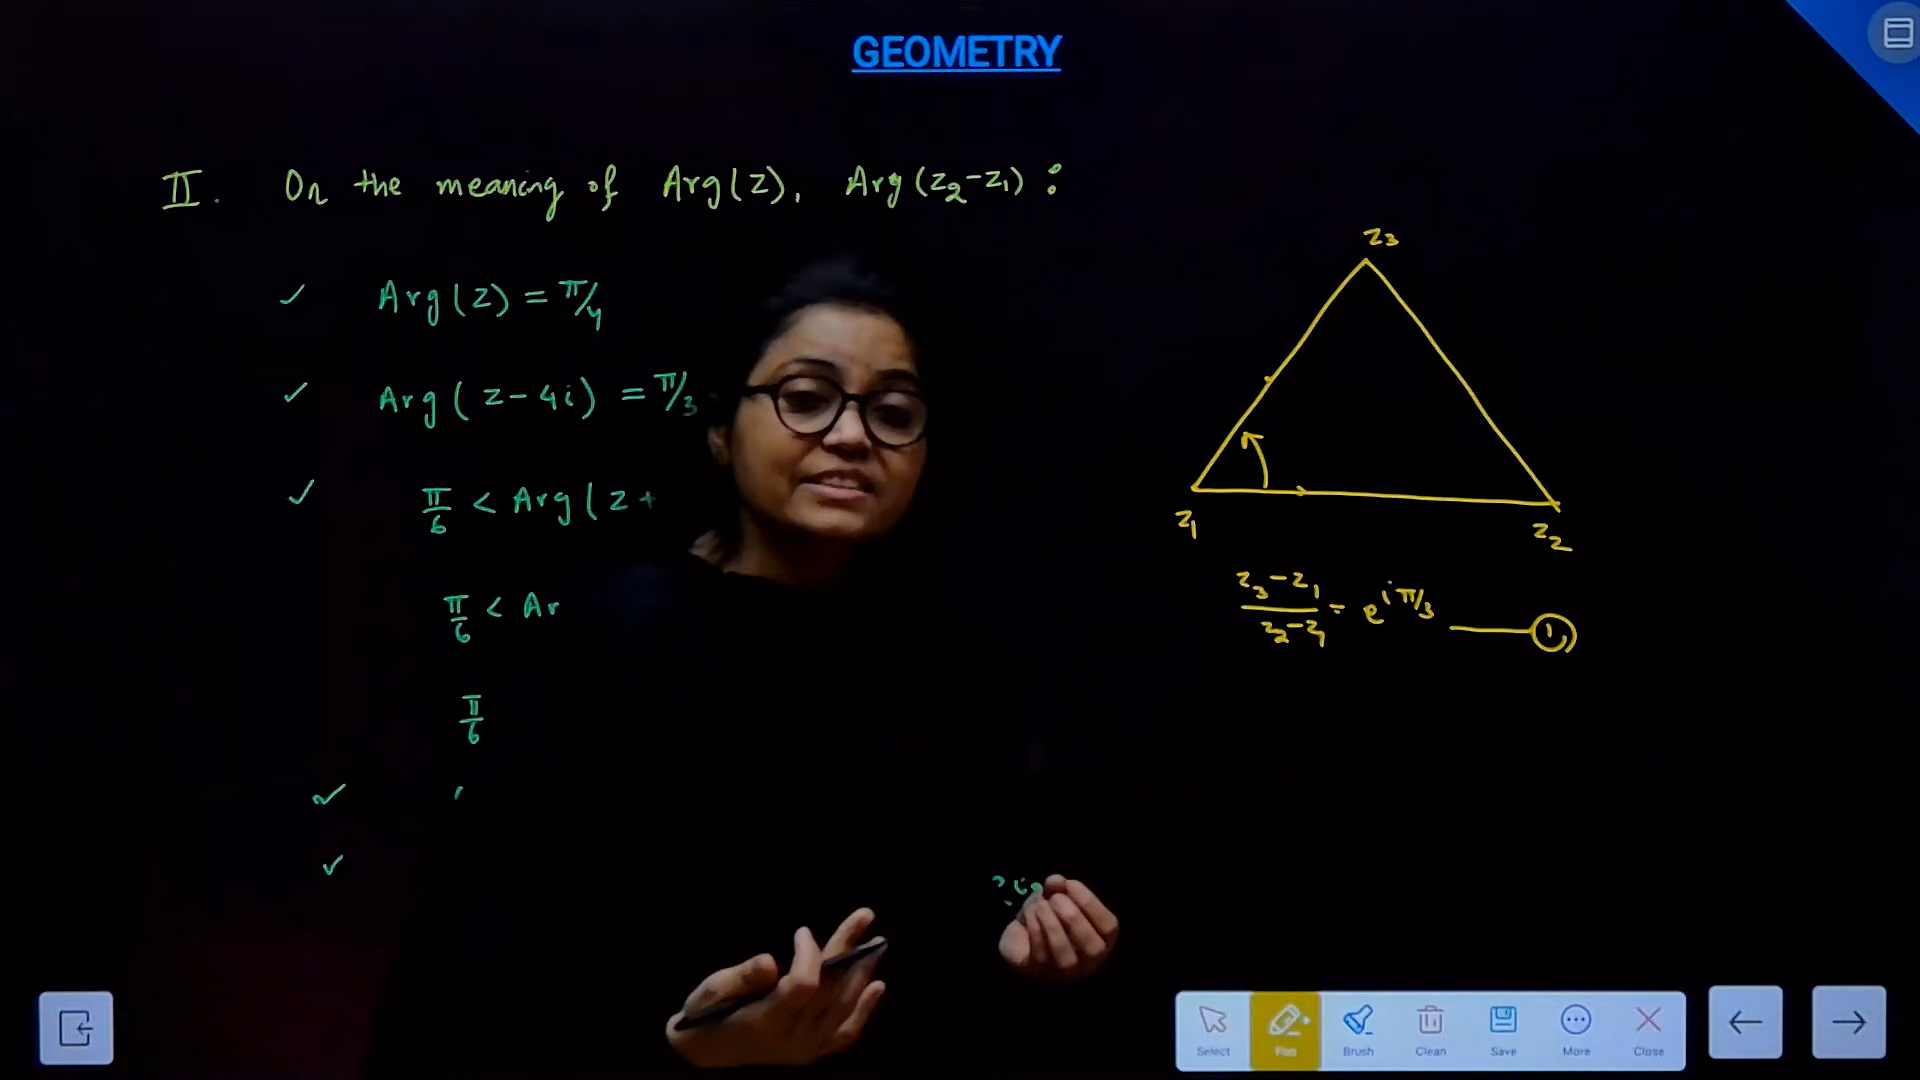 GEOMETRY
II. On the meaning of Arg(z), Arg(z₂-z₁) :
✓ Arg(z) = π/4
✓ Arg(z-4i) = π/3
✓ π/6 < Arg(z+
π/6 < Ar
π/6
✓
✓
z₃
z₁
z₂
(z₃-z₁)/(z₂-z₁) = e^(iπ/3) — ①
Select Pen Brush Clean Save More Close